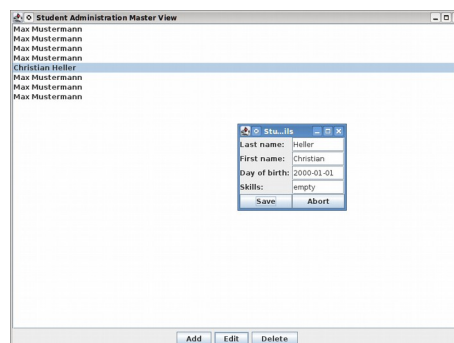 Student Administration Master View
Max Mustermann
Max Mustermann
Max Mustermann
Max Mustermann
Christian Heller
Max Mustermann
Max Mustermann
Max Mustermann
Stu...ils
Last name: Heller
First name: Christian
Day of birth: 2000-01-01
Skills: empty
Save Abort
Add Edit Delete